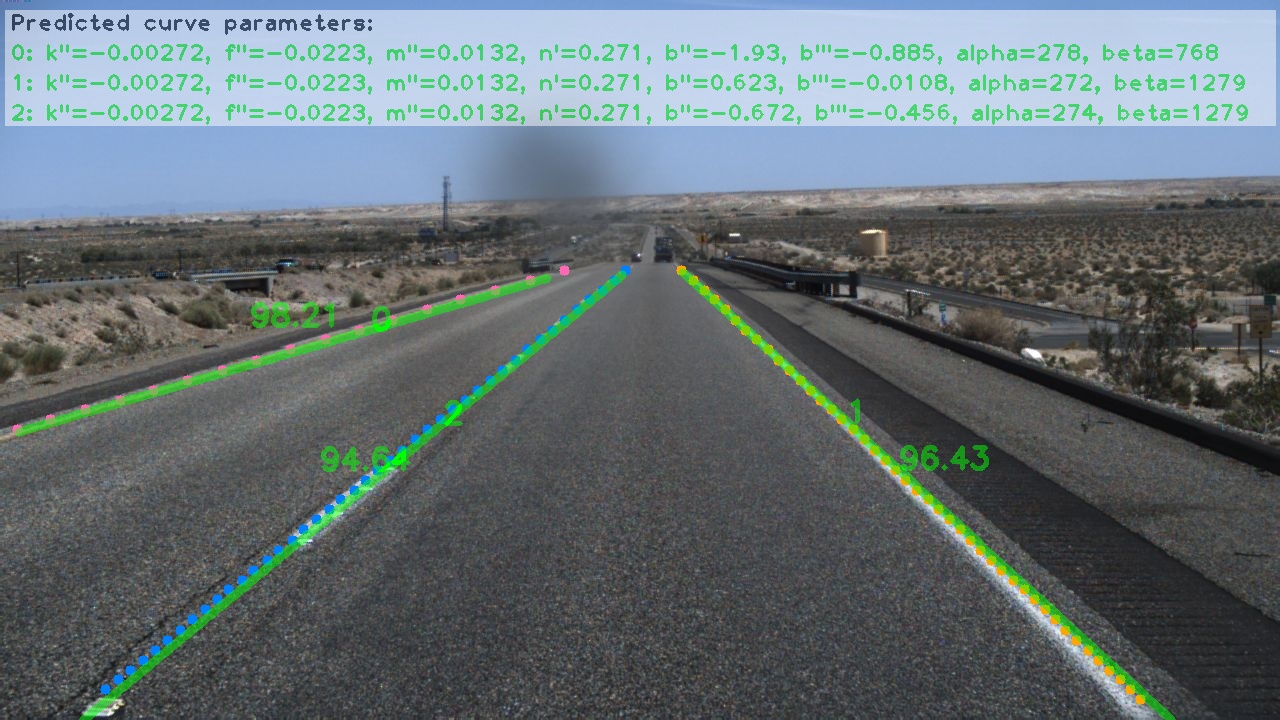 Predicted curve parameters:
0: k''=-0.00272, f''=-0.0223, m''=0.0132, n'=0.271, b''=-1.93, b'''=-0.885, alpha=278, beta=768
1: k''=-0.00272, f''=-0.0223, m''=0.0132, n'=0.271, b''=0.623, b'''=-0.0108, alpha=272, beta=1279
2: k''=-0.00272, f''=-0.0223, m''=0.0132, n'=0.271, b''=-0.672, b'''=-0.456, alpha=274, beta=1279
98.21 0
2 1
94.64 96.43